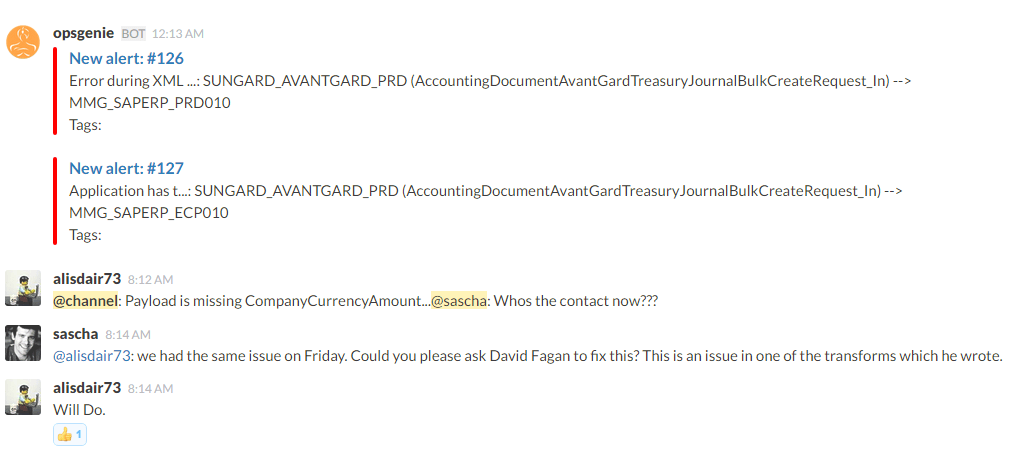 opsgenie BOT 12:13 AM
New alert: #126
Error during XML ...: SUNGARD_AVANTGARD_PRD (AccountingDocumentAvantGardTreasuryJournalBulkCreateRequest_In) -->
MMG_SAPERP_PRD010
Tags:
New alert: #127
Application has t...: SUNGARD_AVANTGARD_PRD (AccountingDocumentAvantGardTreasuryJournalBulkCreateRequest_In) -->
MMG_SAPERP_ECP010
Tags:
alisdair73 8:12 AM
@channel: Payload is missing CompanyCurrencyAmount...@sascha: Whos the contact now???
sascha 8:14 AM
@alisdair73: we had the same issue on Friday. Could you please ask David Fagan to fix this? This is an issue in one of the transforms which he wrote.
alisdair73 8:14 AM
Will Do.
1